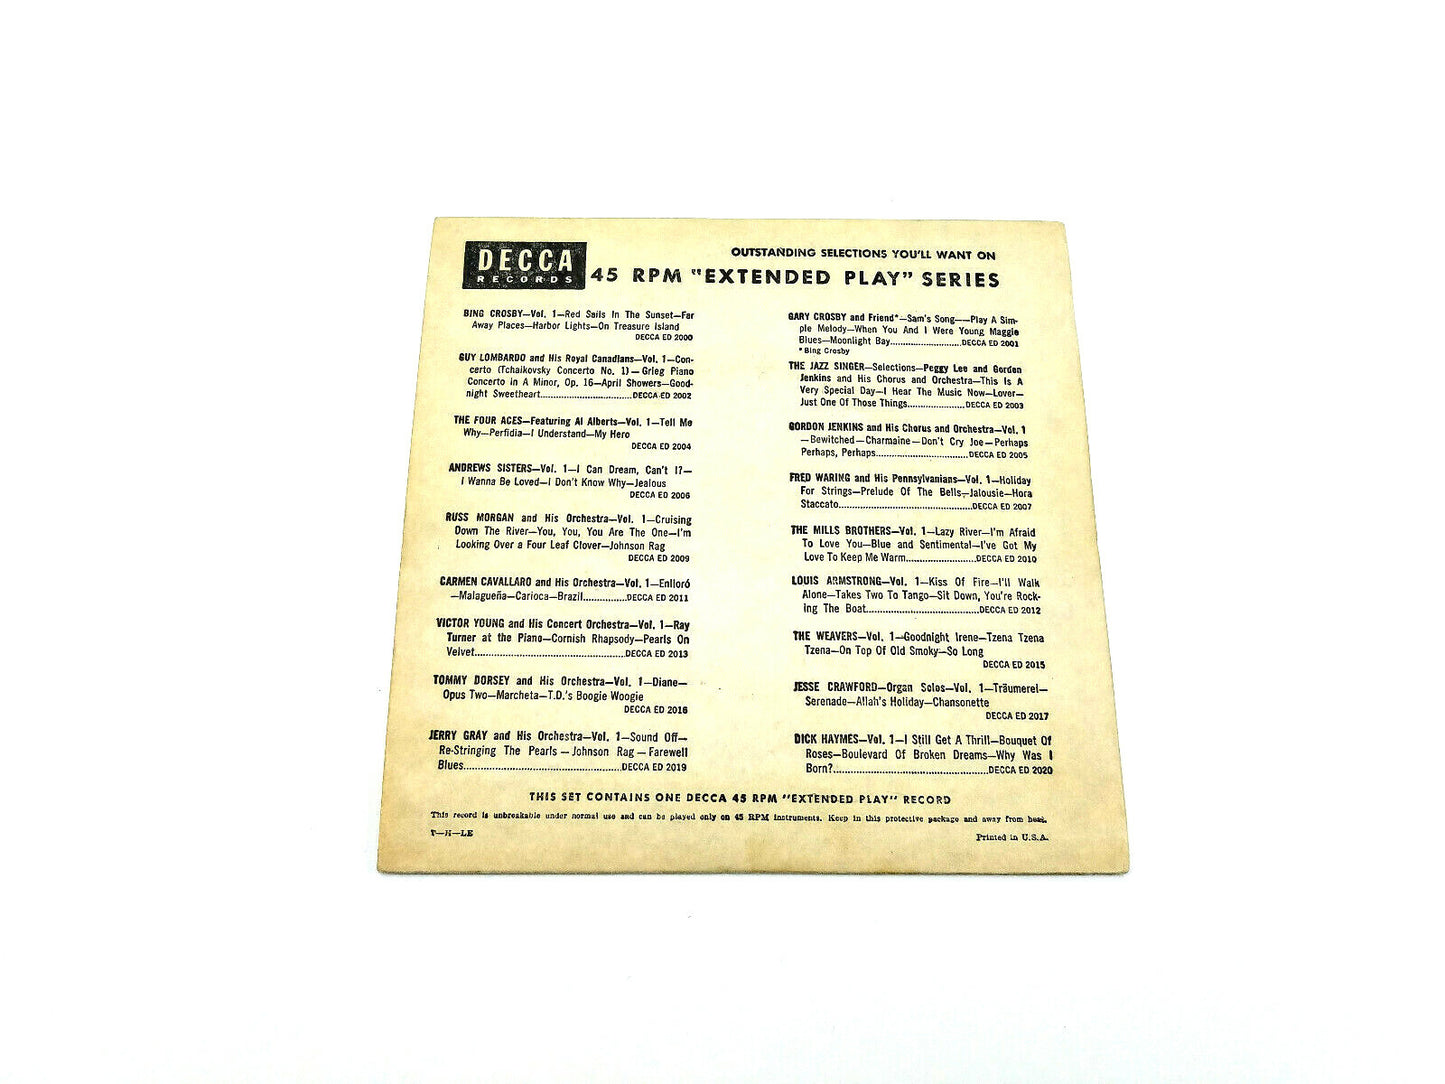 DECCA
RECORDS
OUTSTANDING SELECTIONS YOU'LL WANT ON
45 RPM "EXTENDED PLAY" SERIES
BING CROSBY—Vol. 1—Red Sails In The Sunset—Far
Away Places—Harbor Lights—On Treasure Island
DECCA ED 2000
GUY LOMBARDO and His Royal Canadians—Vol. 1—Con-
certo (Tchaikovsky Concerto No. 1)—Grieg Piano
Concerto in A Minor, Op. 16—April Showers—Good-
night Sweetheart................................DECCA ED 2002
THE FOUR ACES—Featuring Al Alberts—Vol. 1—Tell Me
Why—Perfidia—I Understand—My Hero
DECCA ED 2004
ANDREWS SISTERS—Vol. 1—I Can Dream, Can't I?—
I Wanna Be Loved—I Don't Know Why—Jealous
DECCA ED 2006
RUSS MORGAN and His Orchestra—Vol. 1—Cruising
Down The River—You, You, You Are The One—I'm
Looking Over a Four Leaf Clover—Johnson Rag
DECCA ED 2009
CARMEN CAVALLARO and His Orchestra—Vol. 1—Enlloró
—Malagueña—Carioca—Brazil...............DECCA ED 2011
VICTOR YOUNG and His Concert Orchestra—Vol. 1—Ray
Turner at the Piano—Cornish Rhapsody—Pearls On
Velvet....................................................DECCA ED 2013
TOMMY DORSEY and His Orchestra—Vol. 1—Diane—
Opus Two—Marcheta—T.D.'s Boogie Woogie
DECCA ED 2016
JERRY GRAY and His Orchestra—Vol. 1—Sound Off—
Re-Stringing The Pearls—Johnson Rag—Farewell
Blues......................................................DECCA ED 2019
GARY CROSBY and Friend*—Sam's Song——Play A Sim-
ple Melody—When You And I Were Young Maggie
Blues—Moonlight Bay.........................DECCA ED 2001
* Bing Crosby
THE JAZZ SINGER—Selections—Peggy Lee and Gordon
Jenkins and His Chorus and Orchestra—This Is A
Very Special Day—I Hear The Music Now—Lover—
Just One Of Those Things....................DECCA ED 2003
GORDON JENKINS and His Chorus and Orchestra—Vol. 1
—Bewitched—Charmaine—Don't Cry Joe—Perhaps
Perhaps, Perhaps................................DECCA ED 2005
FRED WARING and His Pennsylvanians—Vol. 1—Holiday
For Strings—Prelude Of The Bells—Jalousie—Hora
Staccato..............................................DECCA ED 2007
THE MILLS BROTHERS—Vol. 1—Lazy River—I'm Afraid
To Love You—Blue and Sentimental—I've Got My
Love To Keep Me Warm........................DECCA ED 2010
LOUIS ARMSTRONG—Vol. 1—Kiss Of Fire—I'll Walk
Alone—Takes Two To Tango—Sit Down, You're Rock-
ing The Boat.......................................DECCA ED 2012
THE WEAVERS—Vol. 1—Goodnight Irene—Tzena Tzena
Tzena—On Top Of Old Smoky—So Long
DECCA ED 2015
JESSE CRAWFORD—Organ Solos—Vol. 1—Träumerei—
Serenade—Allah's Holiday—Chansonette
DECCA ED 2017
DICK HAYMES—Vol. 1—I Still Get A Thrill—Bouquet Of
Roses—Boulevard Of Broken Dreams—Why Was I
Born?.....................................................DECCA ED 2020
THIS SET CONTAINS ONE DECCA 45 RPM "EXTENDED PLAY" RECORD
This record is unbreakable under normal use and can be played only on 45 RPM instruments. Keep in this protective package and away from heat.
Printed in U.S.A.